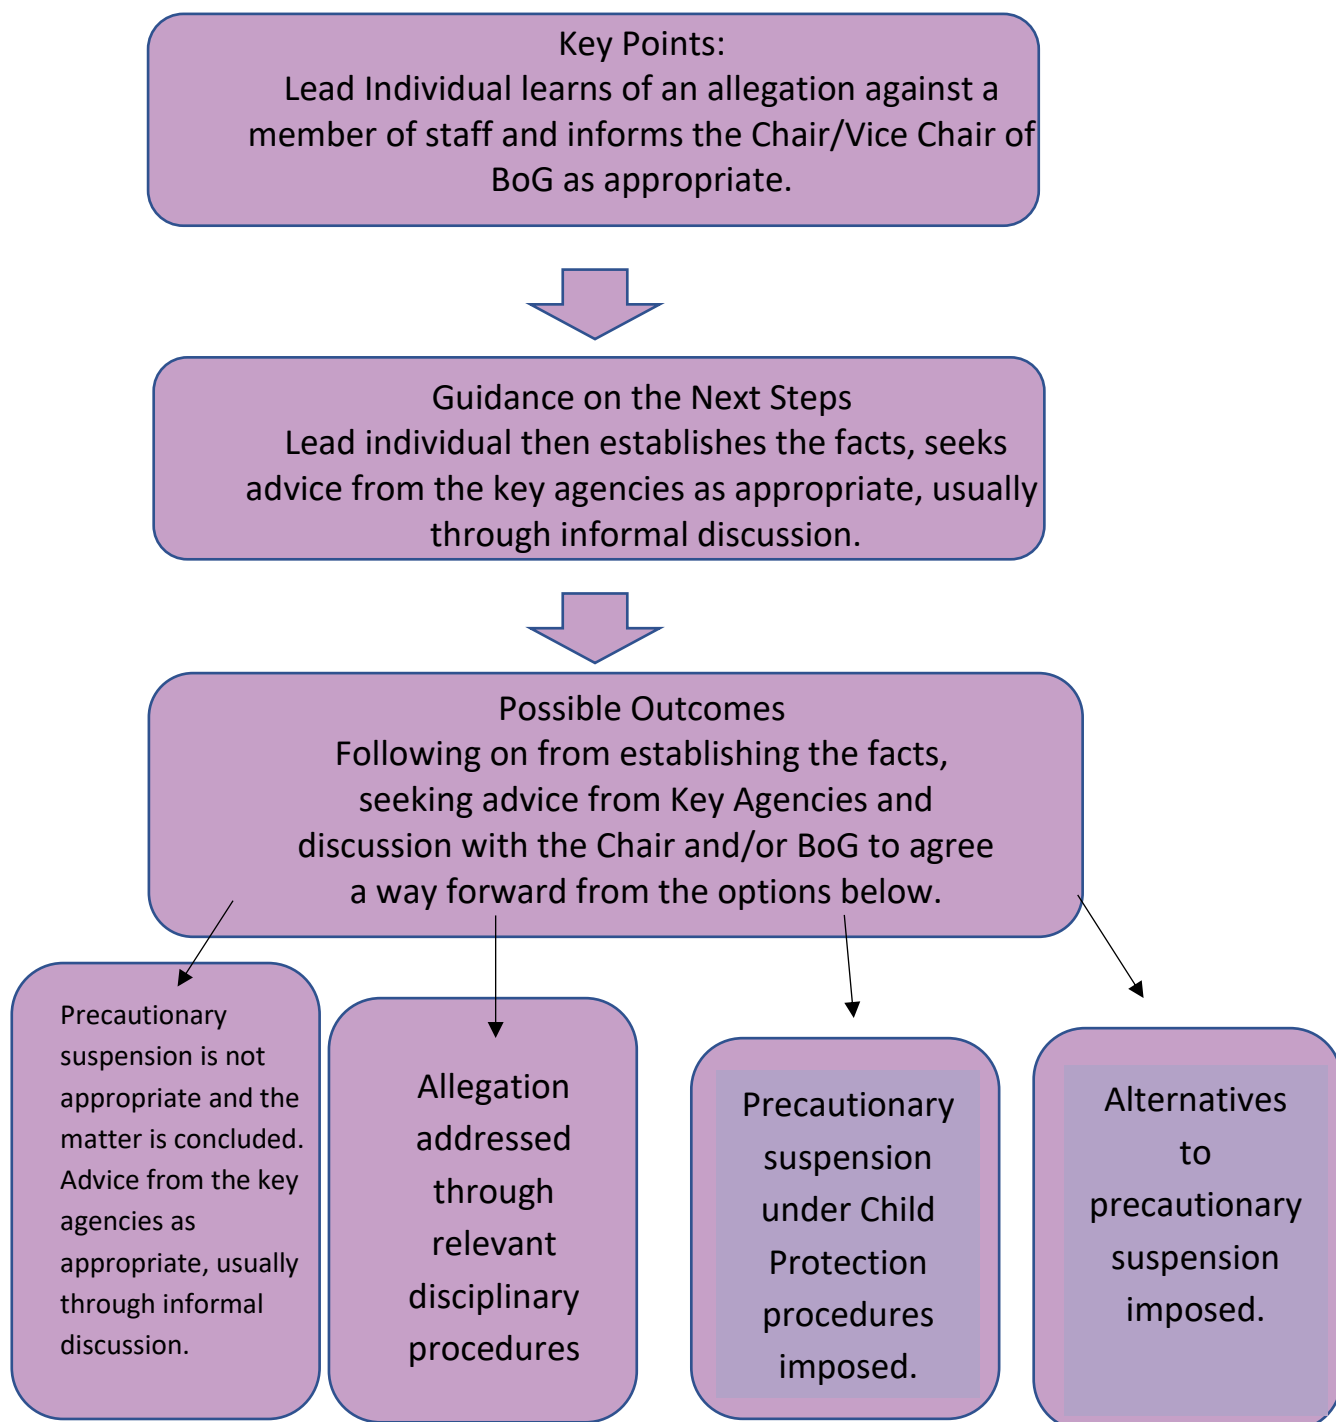 Key Points:
Lead Individual learns of an allegation against a
member of staff and informs the Chair/Vice Chair of
BoG as appropriate.
Guidance on the Next Steps
Lead individual then establishes the facts, seeks
advice from the key agencies as appropriate, usually
through informal discussion.
Possible Outcomes
Following on from establishing the facts,
seeking advice from Key Agencies and
discussion with the Chair and/or BoG to agree
a way forward from the options below.
Precautionary
suspension is not
appropriate and the
matter is concluded.
Advice from the key
agencies as
appropriate, usually
through informal
discussion.
Allegation
addressed
through
relevant
disciplinary
procedures
Precautionary
suspension
under Child
Protection
procedures
imposed.
Alternatives
to
precautionary
suspension
imposed.